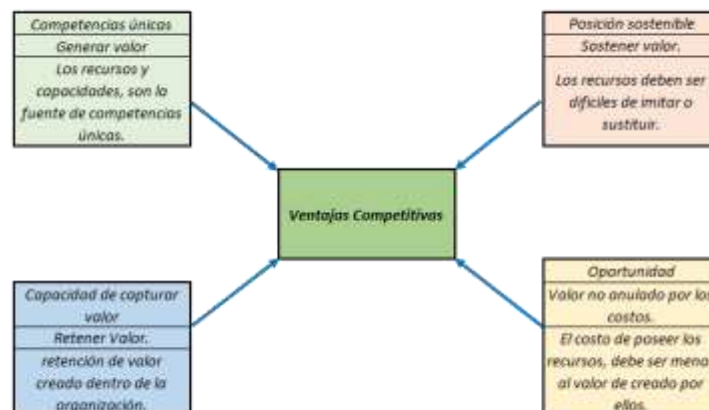 Competencias únicas
Generar valor
Los recursos y
capacidades, son la
fuente de competencias
únicas.
Posición sostenible
Sostener valor.
Los recursos deben ser
dificiles de imitar o
sustituir.
Ventajas Competitivas
Capacidad de capturar
valor
Retener Valor.
retención de valor
creado dentro de la
organización.
Oportunidad
Valor no anulado por los
costos.
El costo de poseer los
recursos, debe ser menor
al valor de creado por
ellos.